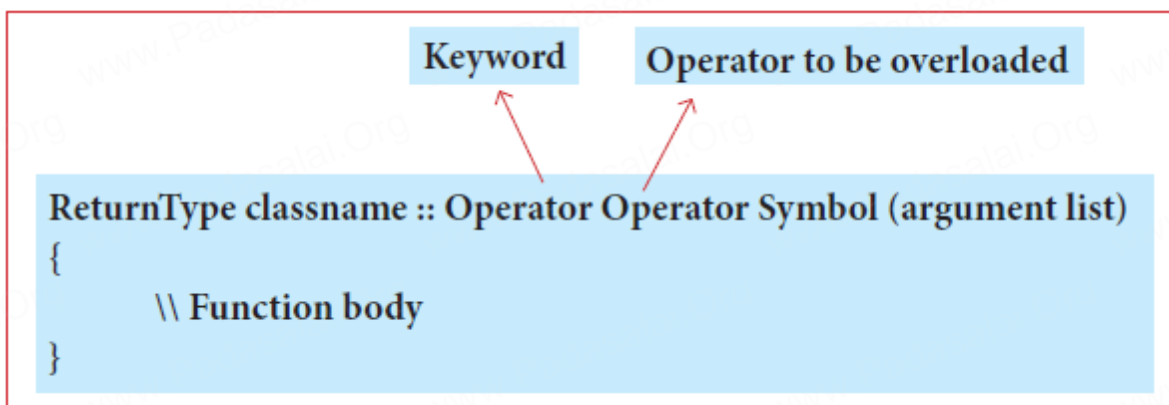 Keyword
Operator to be overloaded
ReturnType classname :: Operator Operator Symbol (argument list)
{
\\ Function body
}